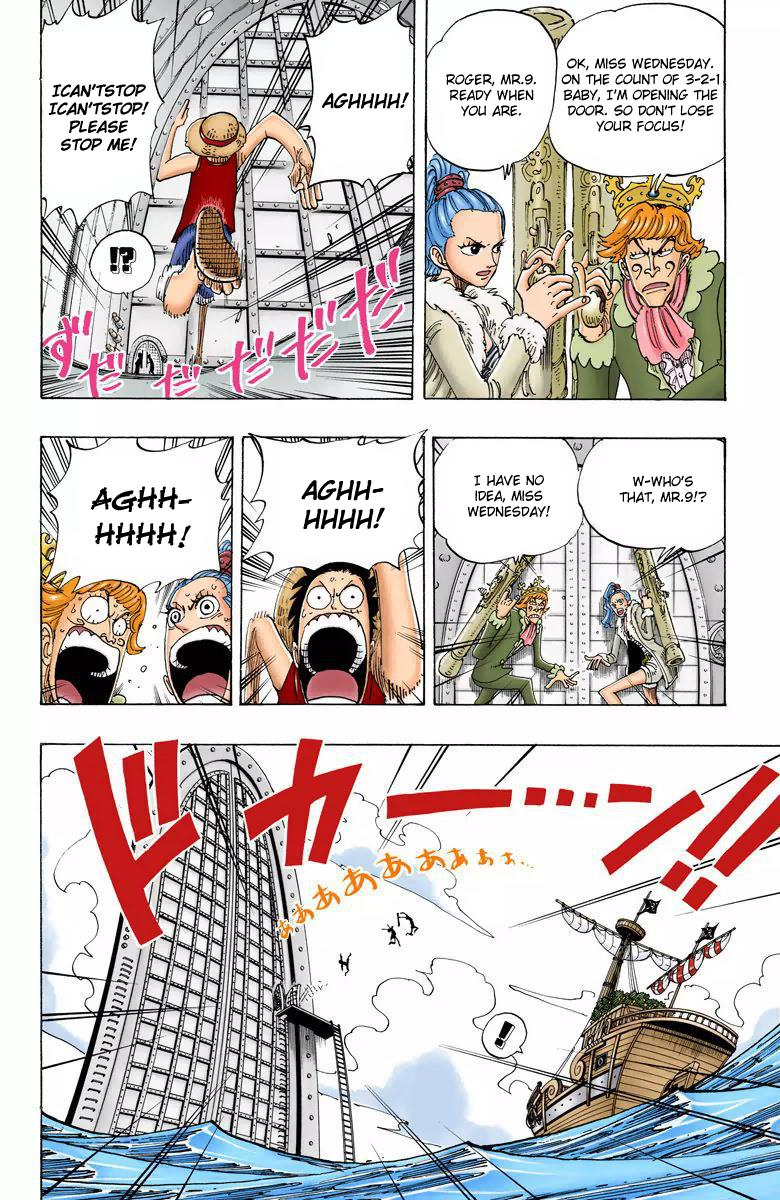 OK, MISS WEDNESDAY.
ON THE COUNT OF 3-2-1
BABY, I'M OPENING THE
DOOR. SO DON'T LOSE
YOUR FOCUS!
ROGER, MR.9.
READY WHEN
YOU ARE.
AGHHHH!
ICAN'TSTOP
ICAN'TSTOP!
PLEASE
STOP ME!
!?
ずだだだだだ
W-WHO'S
THAT, MR.9!?
I HAVE NO
IDEA, MISS
WEDNESDAY!
AGHH-
HHHH!
AGHH-
HHHH!
ドカー……ン!!
ああああああああぁ…
!